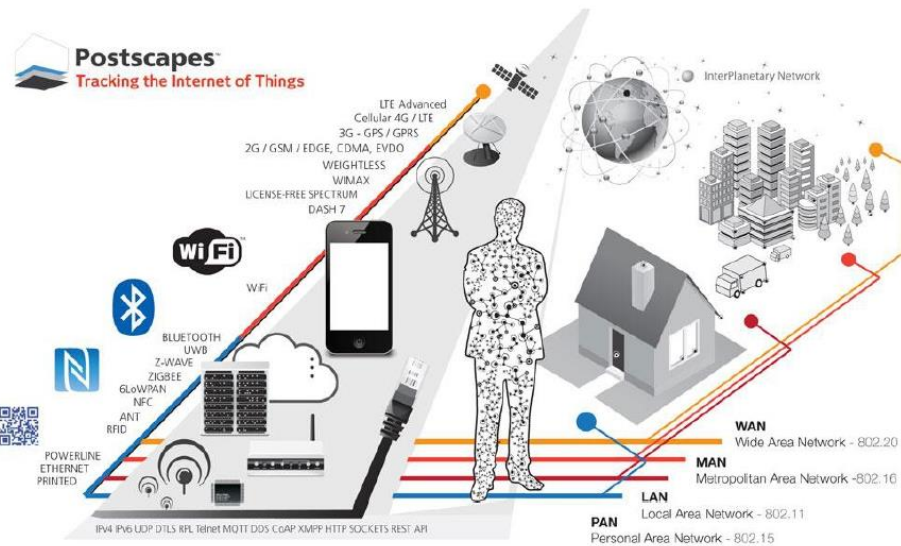 Postscapes™
Tracking the Internet of Things
InterPlanetary Network
LTE Advanced
Cellular 4G / LTE
3G - GPS / GPRS
2G / GSM / EDGE, CDMA, EVDO
WEIGHTLESS
WIMAX
LICENSE-FREE SPECTRUM
DASH 7
WiFi
WiFi
BLUETOOTH
UWB
Z-WAVE
ZIGBEE
6LoWPAN
NFC
ANT
RFID
POWERLINE
ETHERNET
PRINTED
WAN
Wide Area Network - 802.20
MAN
Metropolitan Area Network -802.16
LAN
Local Area Network - 802.11
PAN
Personal Area Network - 802.15
IPv4 IPv6 UDP DTLS RPL Telnet MQTT DDS CoAP XMPP HTTP SOCKETS REST API